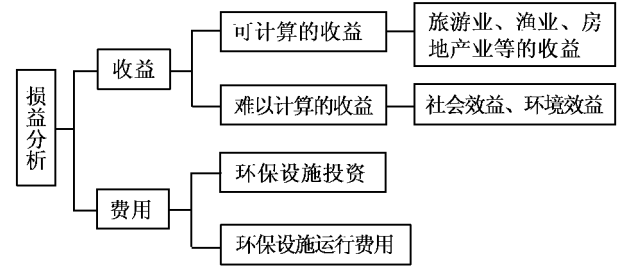 损益分析
收益
可计算的收益
旅游业、渔业、房
地产业等的收益
难以计算的收益
社会效益、环境效益
费用
环保设施投资
环保设施运行费用